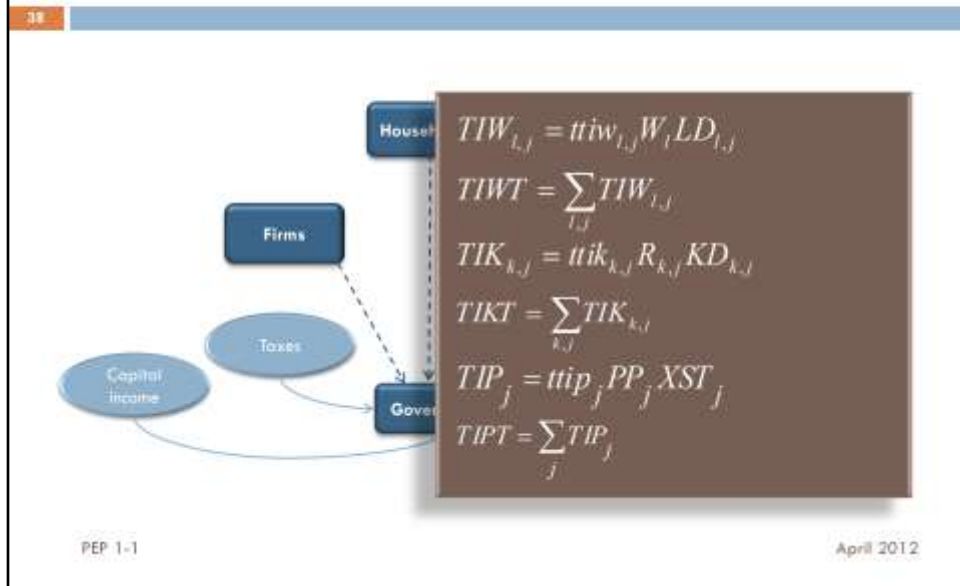 38
Househ
Firms
Taxes
Capital
income
Gover
TIW_{l,j} = ttiw_{l,j} W_l LD_{l,j}
TIWT = ∑_{l,j} TIW_{l,j}
TIK_{k,j} = ttik_{k,j} R_{k,j} KD_{k,j}
TIKT = ∑_{k,j} TIK_{k,j}
TIP_j = ttip_j PP_j XST_j
TIPT = ∑_j TIP_j
PEP 1-1
April 2012